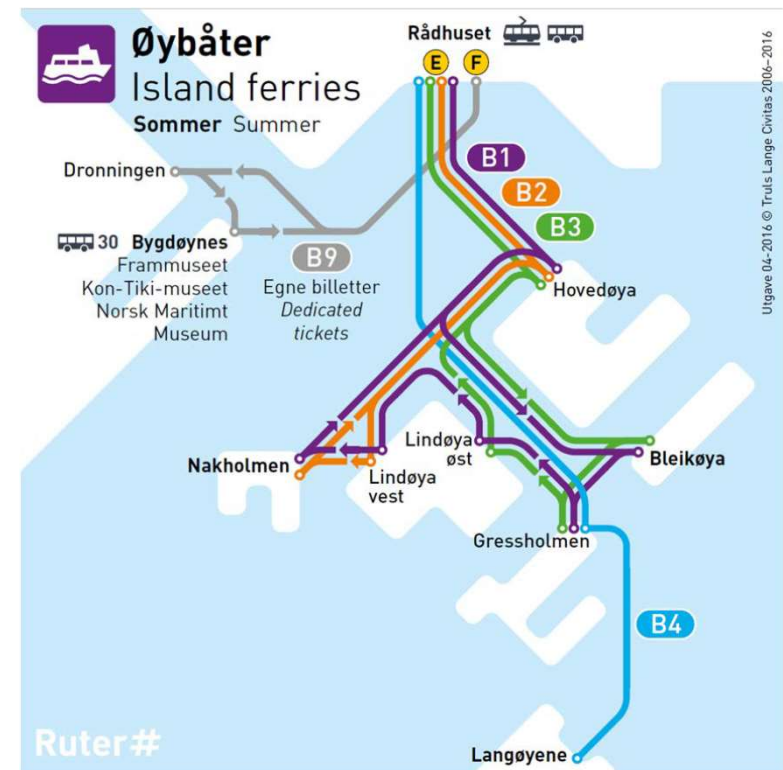 Øybåter
Island ferries
Sommer Summer
Rådhuset
E
F
B1
B2
B3
Dronningen
30 Bygdøynes
Frammuseet
Kon-Tiki-museet
Norsk Maritimt
Museum
B9
Egne billetter
Dedicated
tickets
Hovedøya
Nakholmen
Lindøya
vest
Lindøya
øst
Bleikøya
Gressholmen
B4
Langøyene
Ruter#
Utgave 04-2016 © Truls Lange Civitas 2006–2016